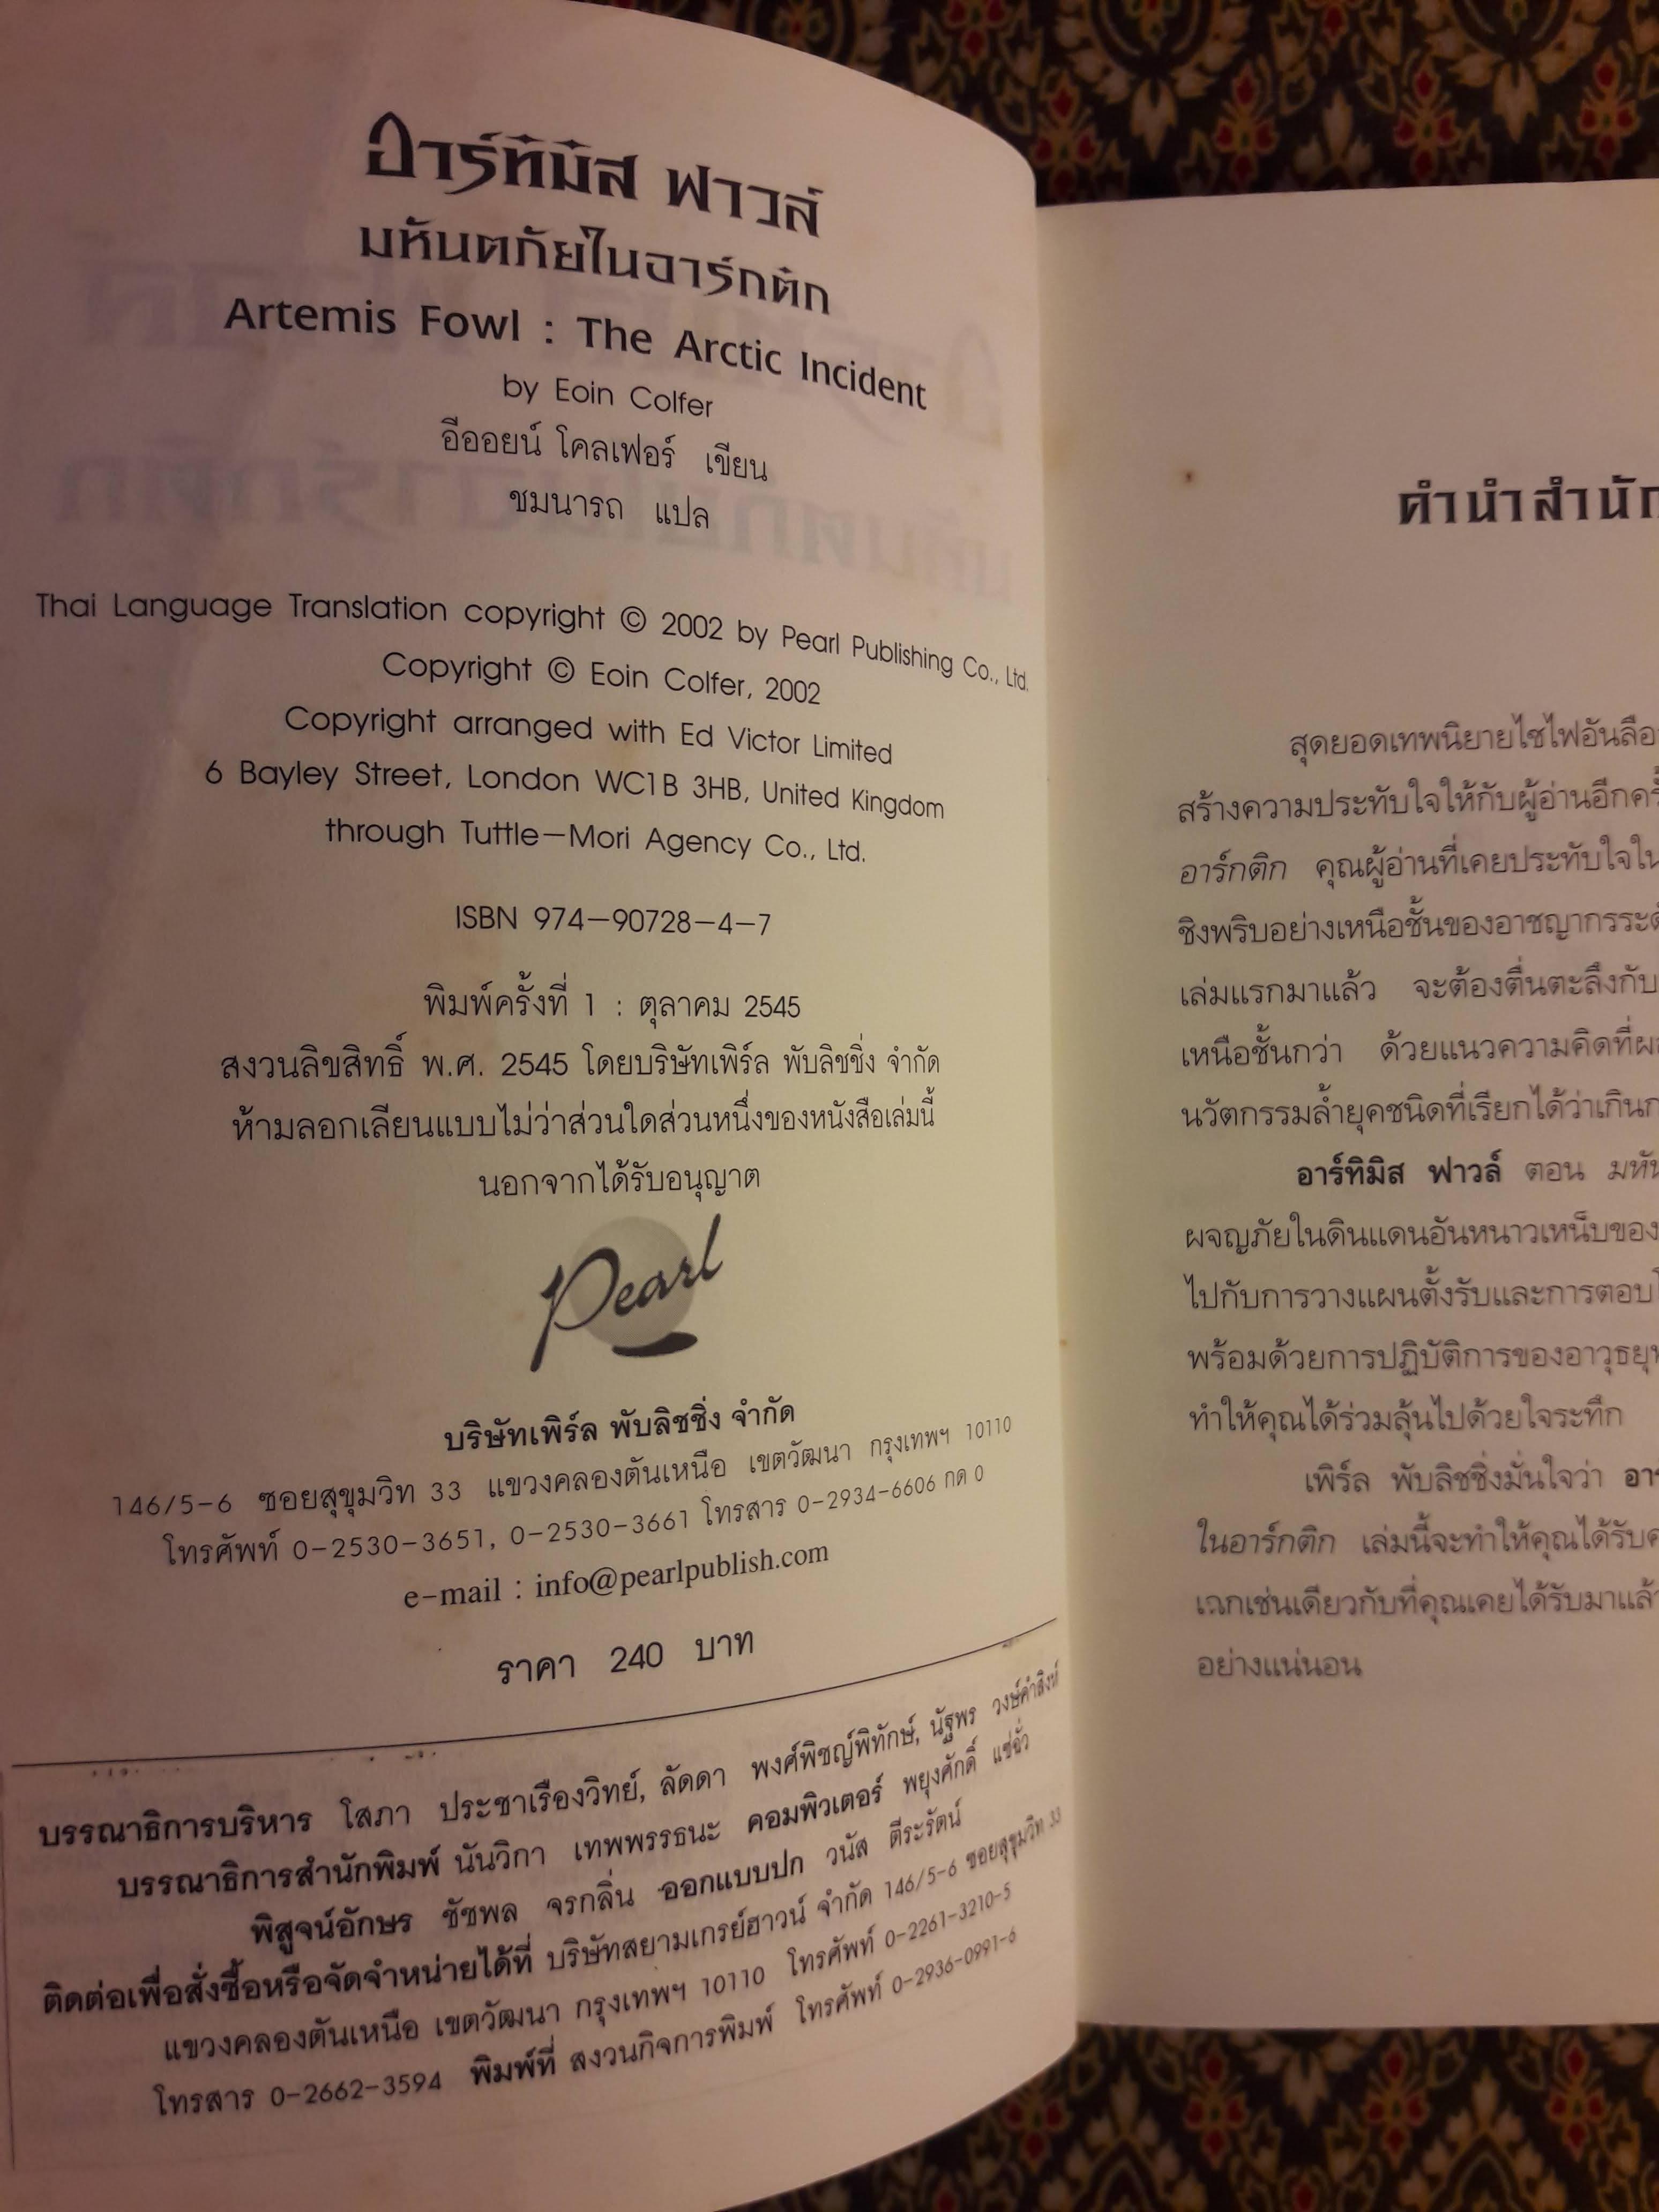 อาร์ทิมิส ฟาวล์
มหันตภัยในอาร์กติก
Artemis Fowl : The Arctic Incident
by Eoin Colfer
อีออยน์ โคลเฟอร์ เขียน
ชมนารถ แปล
Thai Language Translation copyright © 2002 by Pearl Publishing Co., Ltd.
Copyright © Eoin Colfer, 2002
Copyright arranged with Ed Victor Limited
6 Bayley Street, London WC1B 3HB, United Kingdom
through Tuttle-Mori Agency Co., Ltd.
ISBN 974-90728-4-7
พิมพ์ครั้งที่ 1 : ตุลาคม 2545
สงวนลิขสิทธิ์ พ.ศ. 2545 โดยบริษัทเพิร์ล พับลิชชิ่ง จำกัด
ห้ามลอกเลียนแบบไม่ว่าส่วนใดส่วนหนึ่งของหนังสือเล่มนี้
นอกจากได้รับอนุญาต
Pearl
บริษัทเพิร์ล พับลิชชิ่ง จำกัด
146/5-6 ซอยสุขุมวิท 33 แขวงคลองตันเหนือ เขตวัฒนา กรุงเทพฯ 10110
โทรศัพท์ 0-2530-3651, 0-2530-3661 โทรสาร 0-2934-6606 กด 0
e-mail : info@pearlpublish.com
ราคา 240 บาท
บรรณาธิการบริหาร โสภา ประชาเรืองวิทย์, ลัดดา พงศ์พิชญ์พิทักษ์, นัฐพร วงษ์คำสิงห์
บรรณาธิการสำนักพิมพ์ นันวิกา เทพพรรธนะ คอมพิวเตอร์ พยุงศักดิ์ แซ่จั่ว
พิสูจน์อักษร ชัชพล จรกลิ่น ออกแบบปก วนัส ตีระรัตน์
ติดต่อเพื่อสั่งซื้อหรือจัดจำหน่ายได้ที่ บริษัทสยามเกรย์ฮาวน์ จำกัด 146/5-6 ซอยสุขุมวิท 33
แขวงคลองตันเหนือ เขตวัฒนา กรุงเทพฯ 10110 โทรศัพท์ 0-2261-3210-5
โทรสาร 0-2662-3594 พิมพ์ที่ สงวนกิจการพิมพ์ โทรศัพท์ 0-2936-0991-6
คำนำสำนัก
สุดยอดเทพนิยายไซไฟอันลือ
สร้างความประทับใจให้กับผู้อ่านอีกครั้
อาร์กติก คุณผู้อ่านที่เคยประทับใจใน
ชิงพริบอย่างเหนือชั้นของอาชญากรระดั
เล่มแรกมาแล้ว จะต้องตื่นตะลึงกับ
เหนือชั้นกว่า ด้วยแนวความคิดที่ผ
นวัตกรรมล้ำยุคชนิดที่เรียกได้ว่าเกินก
อาร์ทิมิส ฟาวล์ ตอน มหัน
ผจญภัยในดินแดนอันหนาวเหน็บของ
ไปกับการวางแผนตั้งรับและการตอบโ
พร้อมด้วยการปฏิบัติการของอาวุธยุท
ทำให้คุณได้ร่วมลุ้นไปด้วยใจระทึก
เพิร์ล พับลิชชิ่งมั่นใจว่า อาร
ในอาร์กติก เล่มนี้จะทำให้คุณได้รับค
เฉกเช่นเดียวกับที่คุณเคยได้รับมาแล้ว
อย่างแน่นอน